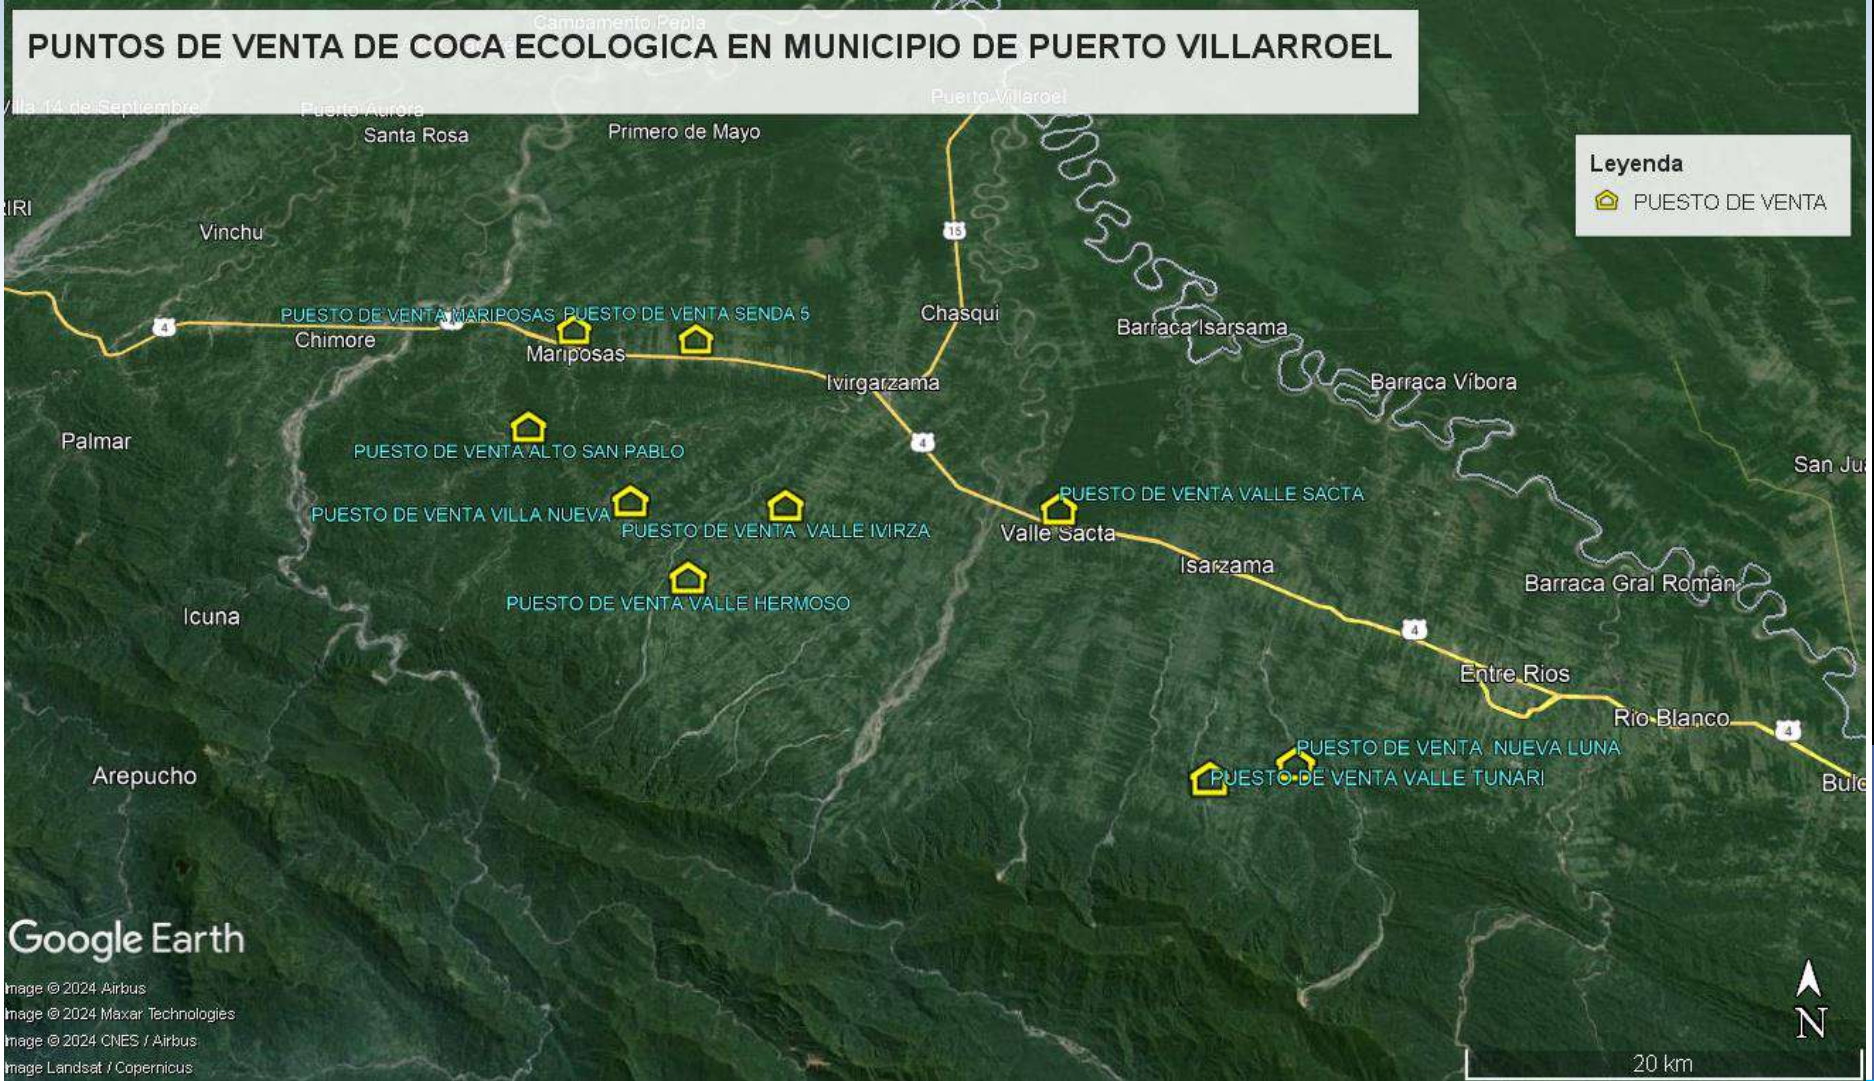 Campamento Pepla
PUNTOS DE VENTA DE COCA ECOLOGICA EN MUNICIPIO DE PUERTO VILLARROEL
Villa 14 de Septiembre
Puerto Aurora
Puerto Villaroel
Santa Rosa
Primero de Mayo
Leyenda
PUESTO DE VENTA
IRI
Vinchu
15
PUESTO DE VENTA MARIPOSAS
PUESTO DE VENTA SENDA 5
Chasqui
4
4
Chimore
Mariposas
Barraca Isarsama
Ivirgarzama
Barraca Víbora
Palmar
PUESTO DE VENTA ALTO SAN PABLO
4
San Jua
PUESTO DE VENTA VALLE SACTA
PUESTO DE VENTA VILLA NUEVA
PUESTO DE VENTA VALLE IVIRZA
Valle Sacta
Isarzama
Barraca Gral Román
PUESTO DE VENTA VALLE HERMOSO
Icuna
4
Entre Rios
Rio Blanco
4
PUESTO DE VENTA NUEVA LUNA
Arepucho
PUESTO DE VENTA VALLE TUNARI
Bulo
Google Earth
Image © 2024 Airbus
Image © 2024 Maxar Technologies
Image © 2024 CNES / Airbus
Image Landsat / Copernicus
N
20 km